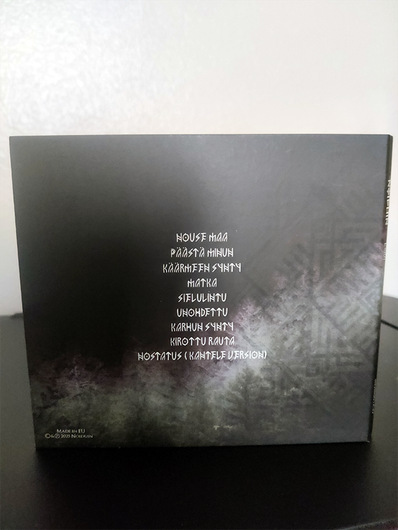 NOUSE MAA
PÄÄSTÄ MINUN
KÄÄRMEEN SYNTY
MATKA
SIELULINTU
UNOHDETTU
KARHUN SYNTY
KIROTTU RAUTA
NOSTATUS (KANTELE VERSION)
MADE IN EU